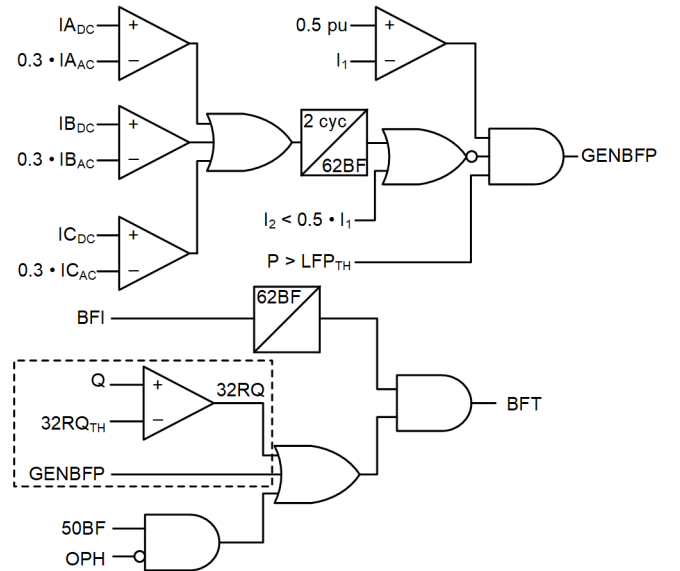 IA_DC
+
0.3 • IA_AC
−
0.5 pu
+
I_1
−
IB_DC
+
0.3 • IB_AC
−
2 cyc
62BF
GENBFP
I_2 < 0.5 • I_1
IC_DC
+
0.3 • IC_AC
−
P > LFP_TH
62BF
BFI
Q
+
32RQ
32RQ_TH
−
BFT
GENBFP
50BF
OPH